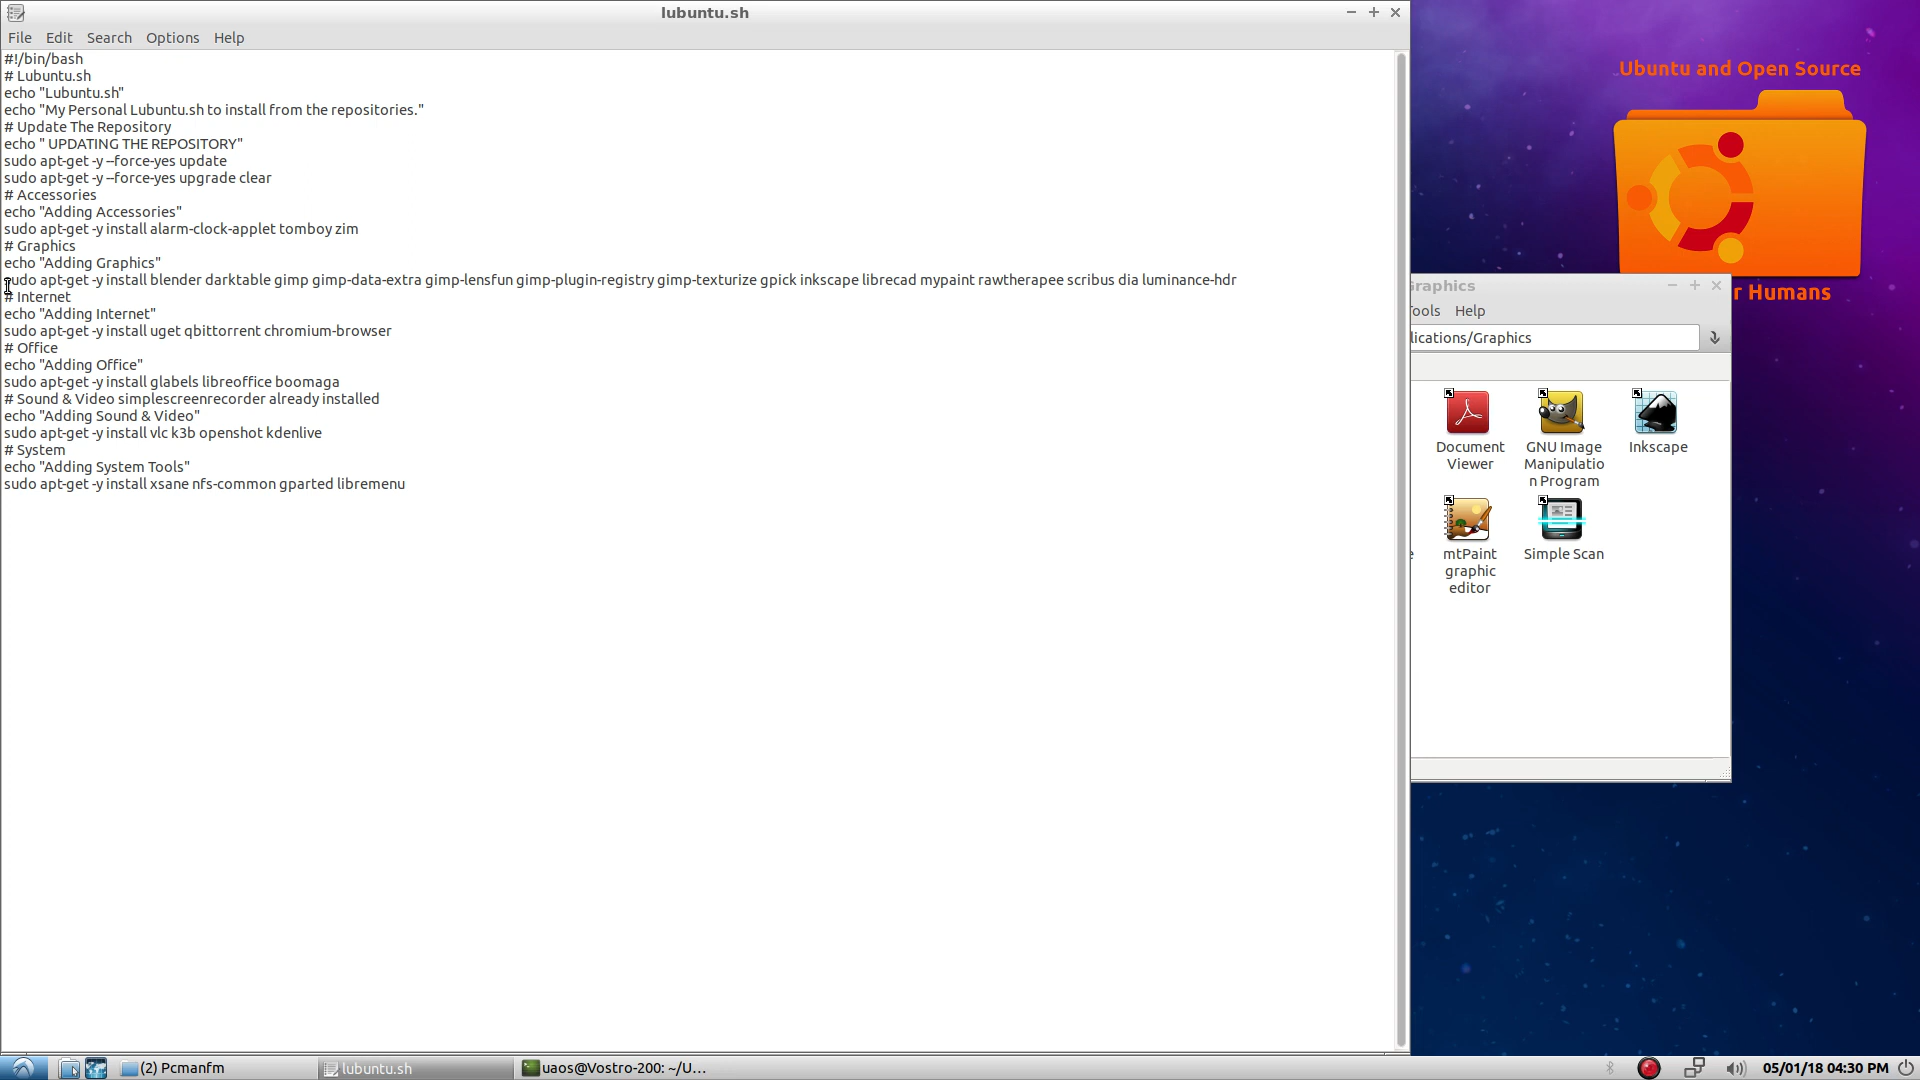 lubuntu.sh
File Edit Search Options Help
#!/bin/bash
# Lubuntu.sh
echo "Lubuntu.sh"
echo "My Personal Lubuntu.sh to install from the repositories."
# Update The Repository
echo " UPDATING THE REPOSITORY"
sudo apt-get -y --force-yes update
sudo apt-get -y --force-yes upgrade clear
# Accessories
echo "Adding Accessories"
sudo apt-get -y install alarm-clock-applet tomboy zim
# Graphics
echo "Adding Graphics"
sudo apt-get -y install blender darktable gimp gimp-data-extra gimp-lensfun gimp-plugin-registry gimp-texturize gpick inkscape librecad mypaint rawtherapee scribus dia luminance-hdr
# Internet
echo "Adding Internet"
sudo apt-get -y install uget qbittorrent chromium-browser
# Office
echo "Adding Office"
sudo apt-get -y install glabels libreoffice boomaga
# Sound & Video simplescreenrecorder already installed
echo "Adding Sound & Video"
sudo apt-get -y install vlc k3b openshot kdenlive
# System
echo "Adding System Tools"
sudo apt-get -y install xsane nfs-common gparted libremenu
Ubuntu and Open Source
r Humans
Graphics
Tools Help
lications/Graphics
Document
Viewer
GNU Image
Manipulatio
n Program
Inkscape
mtPaint
graphic
editor
Simple Scan
(2) Pcmanfm
lubuntu.sh
uaos@Vostro-200: ~/U...
05/01/18 04:30 PM